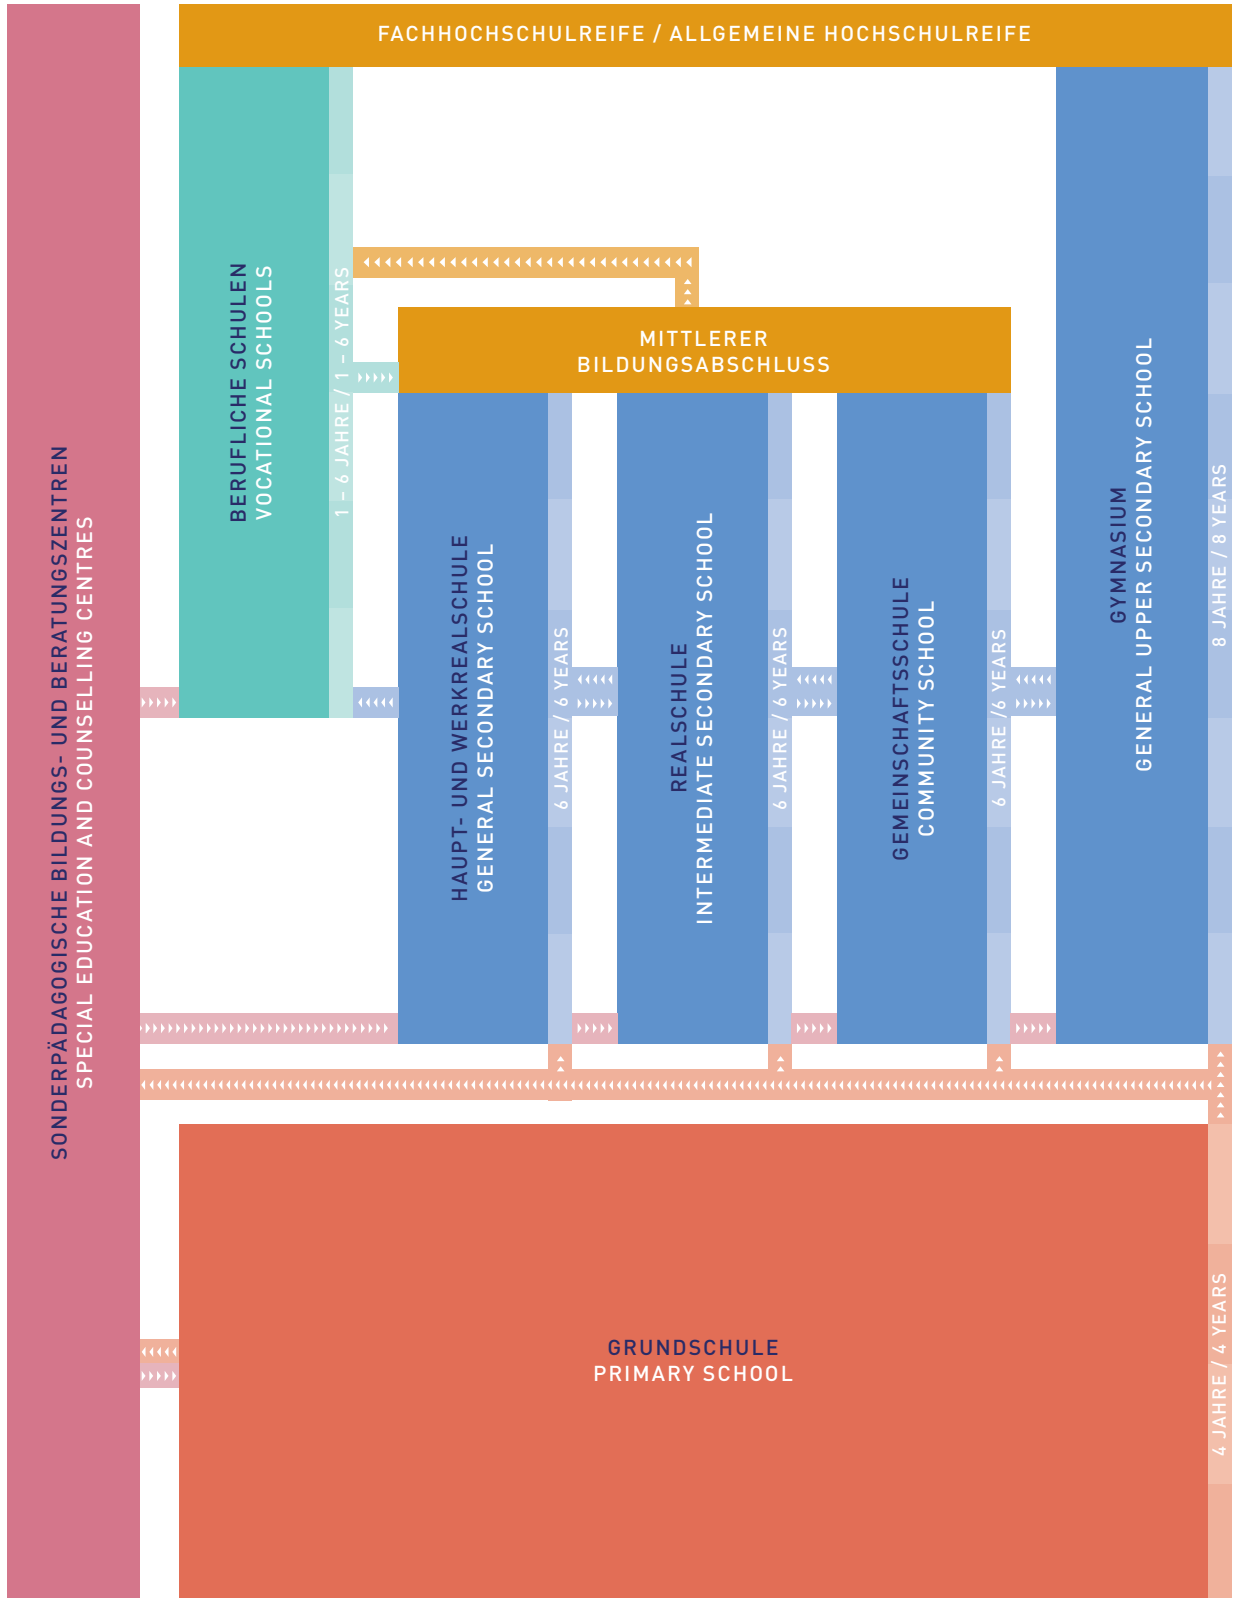 FACHHOCHSCHULREIFE / ALLGEMEINE HOCHSCHULREIFE
SONDERPÄDAGOGISCHE BILDUNGS- UND BERATUNGSZENTREN
SPECIAL EDUCATION AND COUNSELLING CENTRES
BERUFLICHE SCHULEN
VOCATIONAL SCHOOLS
1 – 6 JAHRE / 1 – 6 YEARS
MITTLERER
BILDUNGSABSCHLUSS
HAUPT- UND WERKREALSCHULE
GENERAL SECONDARY SCHOOL
6 JAHRE / 6 YEARS
REALSCHULE
INTERMEDIATE SECONDARY SCHOOL
6 JAHRE / 6 YEARS
GEMEINSCHAFTSSCHULE
COMMUNITY SCHOOL
6 JAHRE /6 YEARS
GYMNASIUM
GENERAL UPPER SECONDARY SCHOOL
8 JAHRE / 8 YEARS
GRUNDSCHULE
PRIMARY SCHOOL
4 JAHRE / 4 YEARS